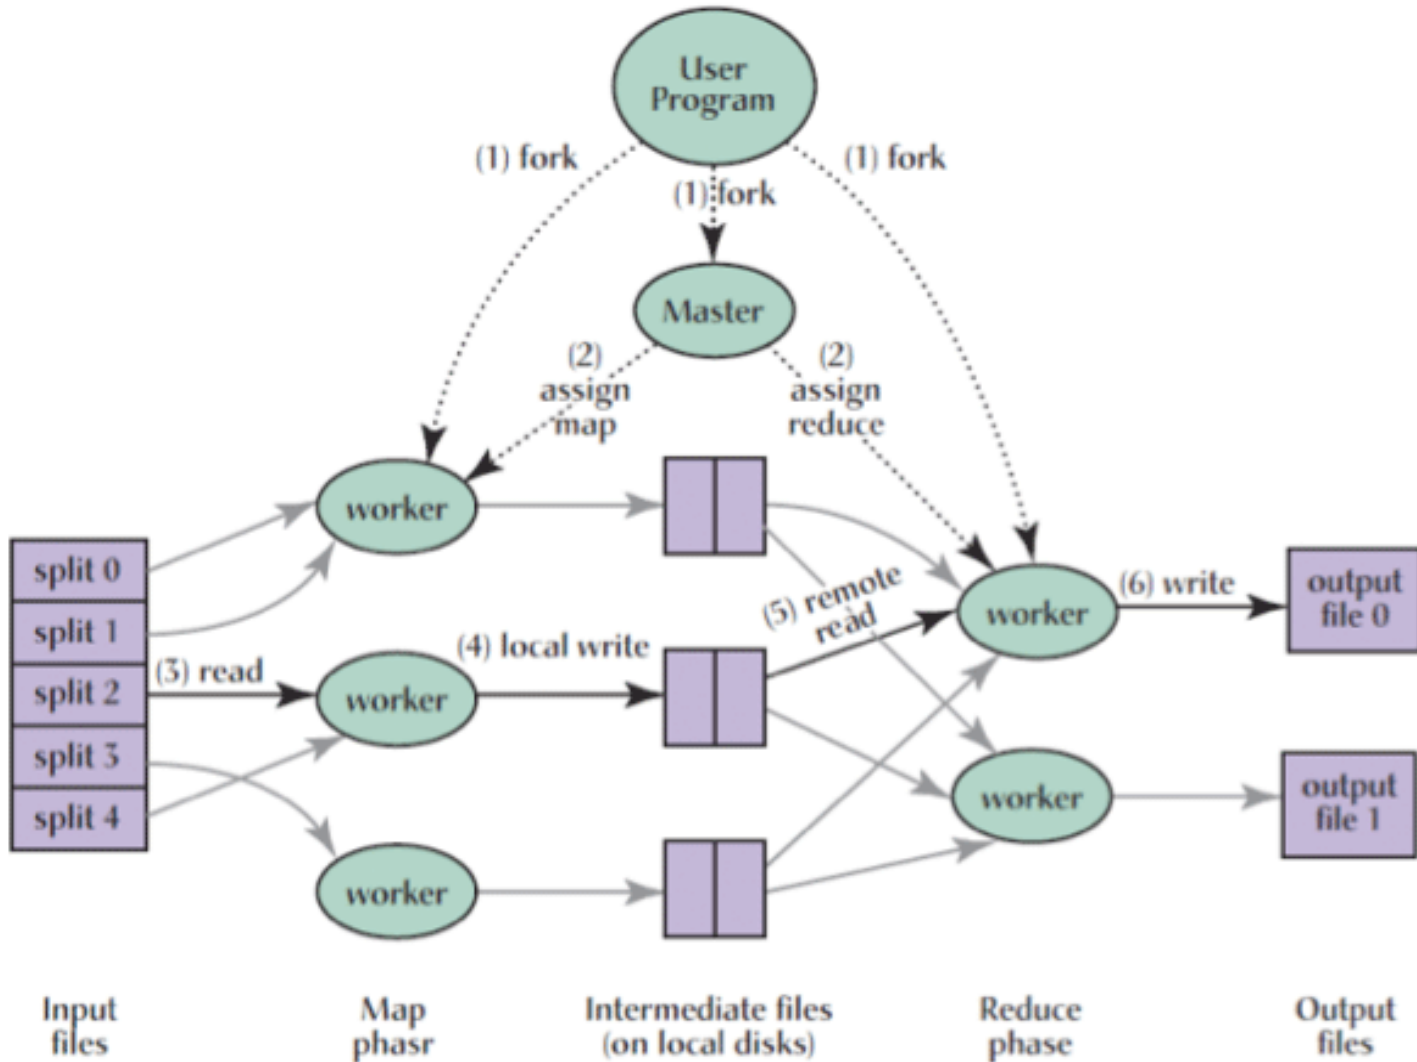 User
Program
(1) fork
(1) fork
(1) fork
Master
(2)
assign
map
(2)
assign
reduce
worker
split 0
split 1
split 2
split 3
split 4
(3) read
worker
(4) local write
worker
(5) remote
read
worker
(6) write
output
file 0
worker
output
file 1
Input
files
Map
phasr
Intermediate files
(on local disks)
Reduce
phase
Output
files